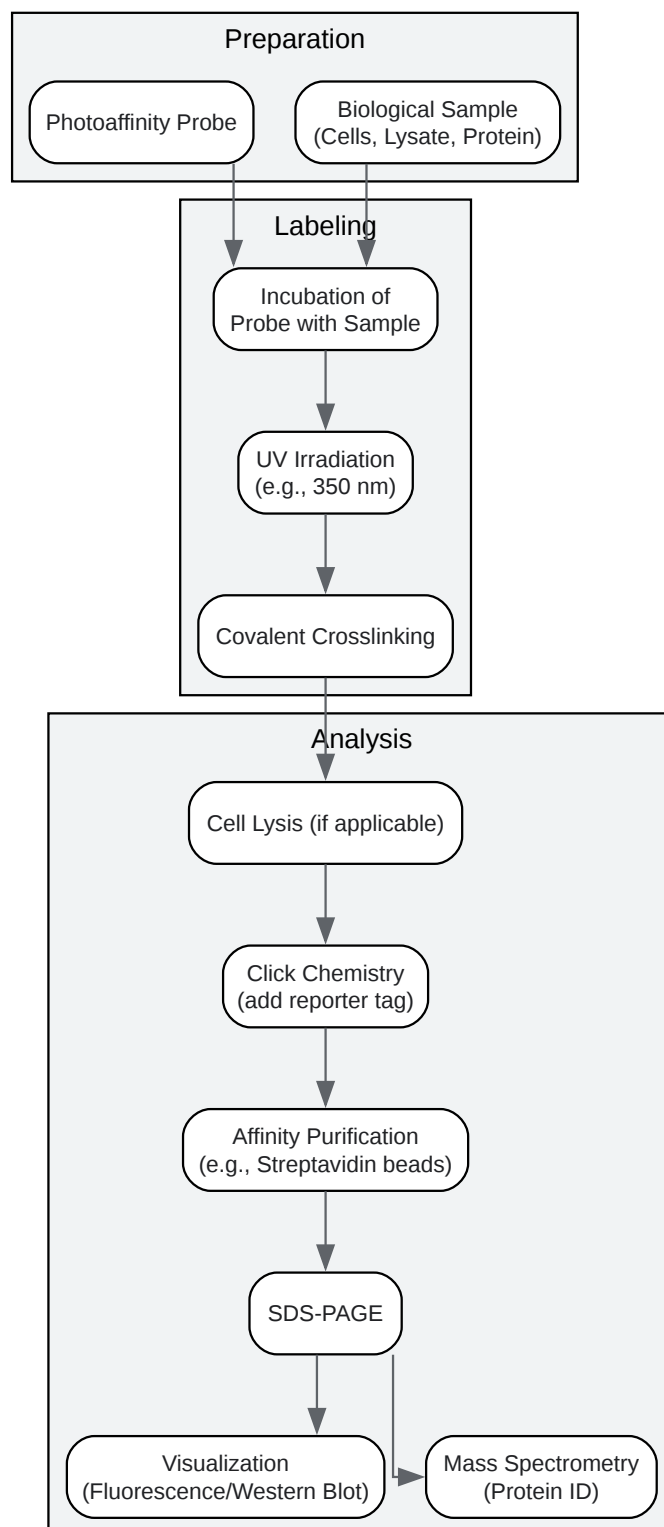 Preparation
Photoaffinity Probe
Biological Sample
(Cells, Lysate, Protein)
Labeling
Incubation of
Probe with Sample
UV Irradiation
(e.g., 350 nm)
Covalent Crosslinking
Analysis
Cell Lysis (if applicable)
Click Chemistry
(add reporter tag)
Affinity Purification
(e.g., Streptavidin beads)
SDS-PAGE
Visualization
(Fluorescence/Western Blot)
Mass Spectrometry
(Protein ID)